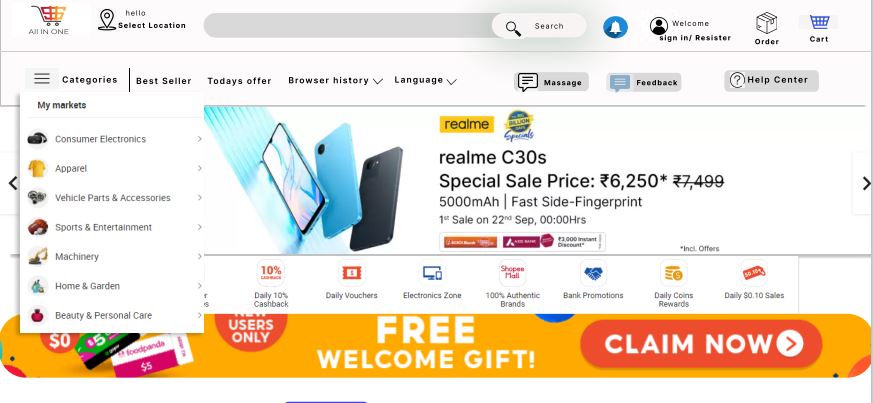 All IN ONE
hello
Select Location
Search
Welcome
sign in/ Resister
Order
Cart
Categories
Best Seller
Todays offer
Browser history
Language
Massage
Feedback
Help Center
My markets
Consumer Electronics
Apparel
Vehicle Parts & Accessories
Sports & Entertainment
Machinery
Home & Garden
Beauty & Personal Care
realme
BILLION
Specials
realme C30s
Special Sale Price: ₹6,250* ₹7,499
5000mAh | Fast Side-Fingerprint
1st Sale on 22nd Sep, 00:00Hrs
ICICI Bank
AXIS BANK
₹3,000 Instant
Discount*
*Incl. Offers
10%
CASHBACK
Daily 10%
Cashback
Daily Vouchers
Electronics Zone
Shopee
Mall
100% Authentic
Brands
Bank Promotions
Daily Coins
Rewards
$0.10
Daily $0.10 Sales
$0
$5
foodpanda
$5
NEW
USERS
ONLY
FREE
WELCOME GIFT!
CLAIM NOW